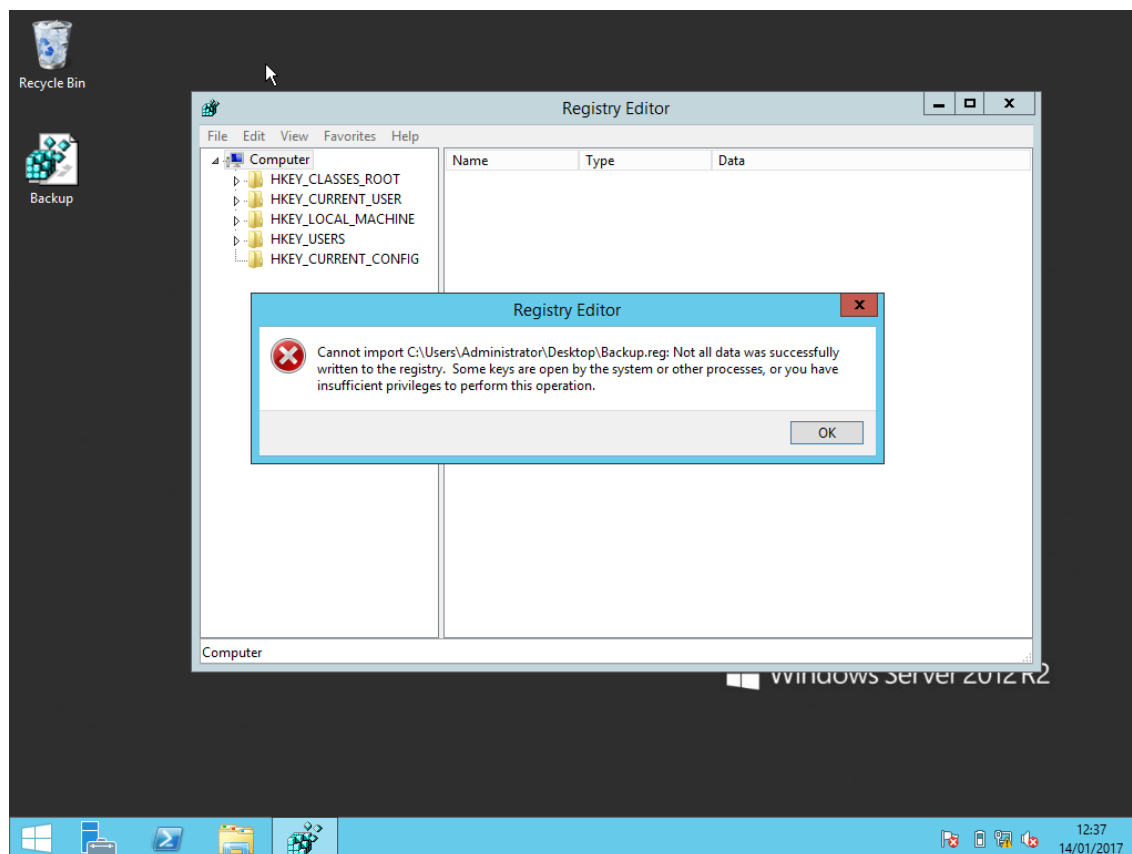 Recycle Bin
Backup
Registry Editor
File Edit View Favorites Help
Computer
HKEY_CLASSES_ROOT
HKEY_CURRENT_USER
HKEY_LOCAL_MACHINE
HKEY_USERS
HKEY_CURRENT_CONFIG
Name Type Data
Registry Editor
Cannot import C:\Users\Administrator\Desktop\Backup.reg: Not all data was successfully
written to the registry. Some keys are open by the system or other processes, or you have
insufficient privileges to perform this operation.
OK
Computer
Windows Server 2012 R2
12:37
14/01/2017